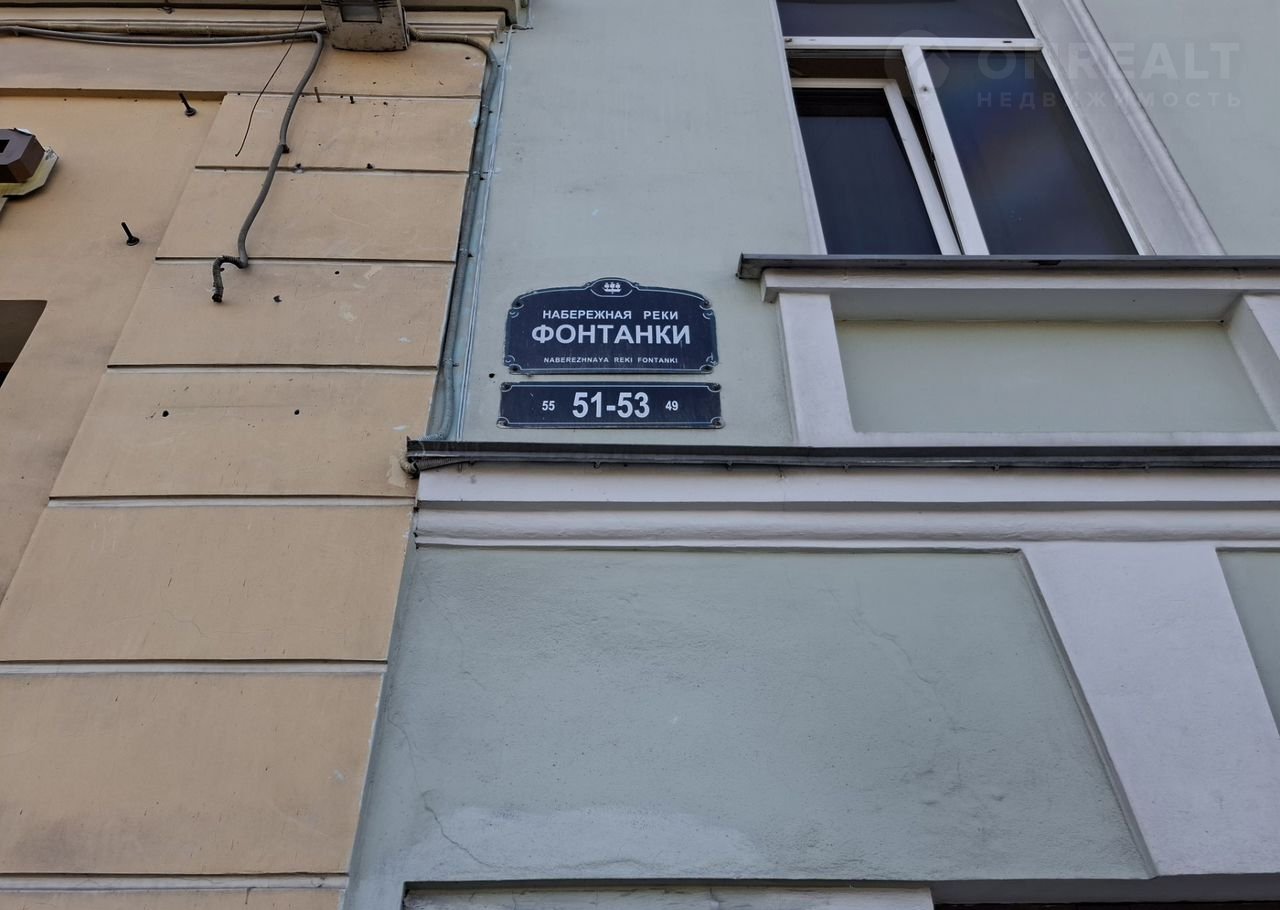 ONREALT
НЕДВИЖИМОСТЬ
НАБЕРЕЖНАЯ РЕКИ
ФОНТАНКИ
NABEREZHNAYA REKI FONTANKI
55 51-53 49